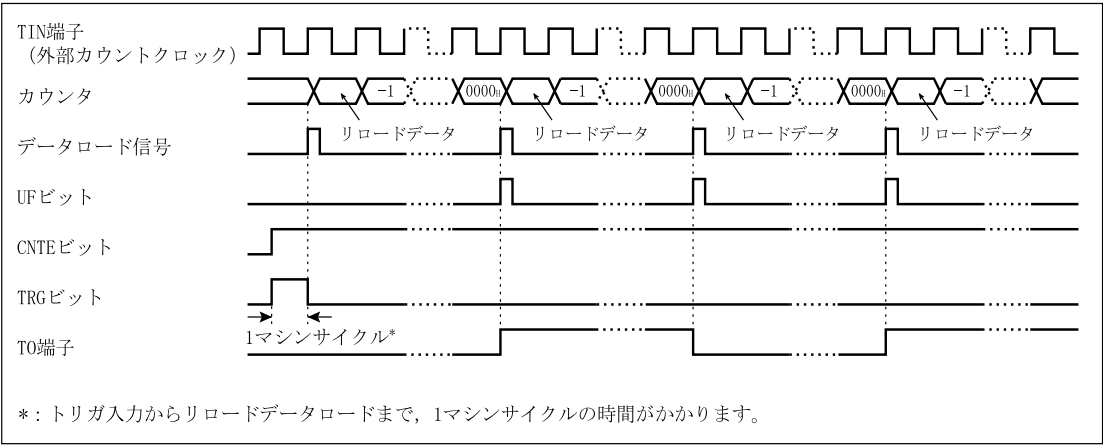 TIN端子
（外部カウントクロック）
カウンタ
-1 0000H -1 0000H -1 0000H -1
リロードデータ リロードデータ リロードデータ リロードデータ
データロード信号
UFビット
CNTEビット
TRGビット
1マシンサイクル*
TO端子
*：トリガ入力からリロードデータロードまで，1マシンサイクルの時間がかかります。